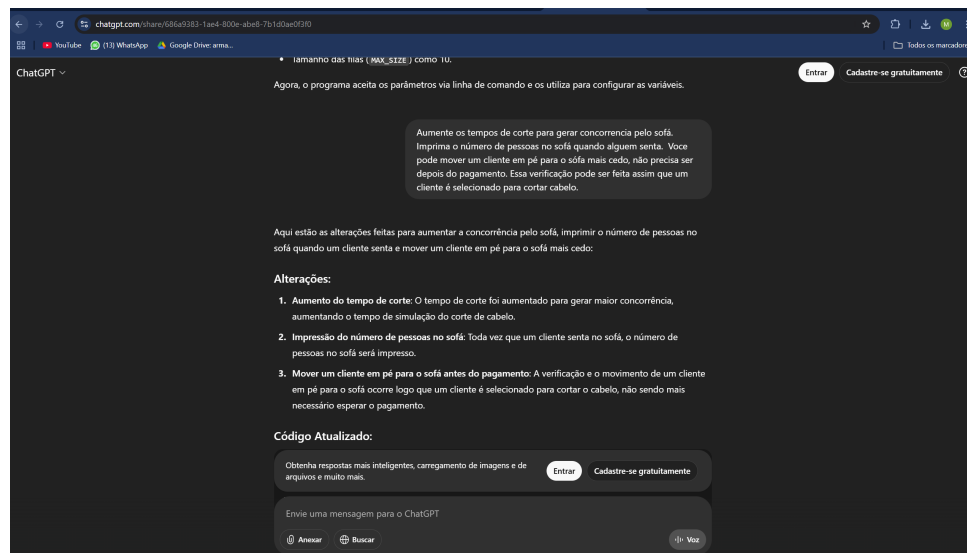 chatgpt.com/share/686a9383-1ae4-800e-abe8-7b1d0ae0f3f0
YouTube (13) WhatsApp Google Drive: arma... Todos os marcadore
ChatGPT
Entrar Cadastre-se gratuitamente
Tamanho das filas (MAX_SIZE) como 10.
Agora, o programa aceita os parâmetros via linha de comando e os utiliza para configurar as variáveis.
Aumente os tempos de corte para gerar concorrencia pelo sofá.
Imprima o número de pessoas no sofá quando alguem senta. Voce
pode mover um cliente em pé para o sófa mais cedo, não precisa ser
depois do pagamento. Essa verificação pode ser feita assim que um
cliente é selecionado para cortar cabelo.
Aqui estão as alterações feitas para aumentar a concorrência pelo sofá, imprimir o número de pessoas no
sofá quando um cliente senta e mover um cliente em pé para o sofá mais cedo:
Alterações:
1. Aumento do tempo de corte: O tempo de corte foi aumentado para gerar maior concorrência,
aumentando o tempo de simulação do corte de cabelo.
2. Impressão do número de pessoas no sofá: Toda vez que um cliente senta no sofá, o número de
pessoas no sofá será impresso.
3. Mover um cliente em pé para o sofá antes do pagamento: A verificação e o movimento de um cliente
em pé para o sofá ocorre logo que um cliente é selecionado para cortar o cabelo, não sendo mais
necessário esperar o pagamento.
Código Atualizado:
Obtenha respostas mais inteligentes, carregamento de imagens e de
arquivos e muito mais.
Entrar Cadastre-se gratuitamente
Envie uma mensagem para o ChatGPT
Anexar Buscar Voz